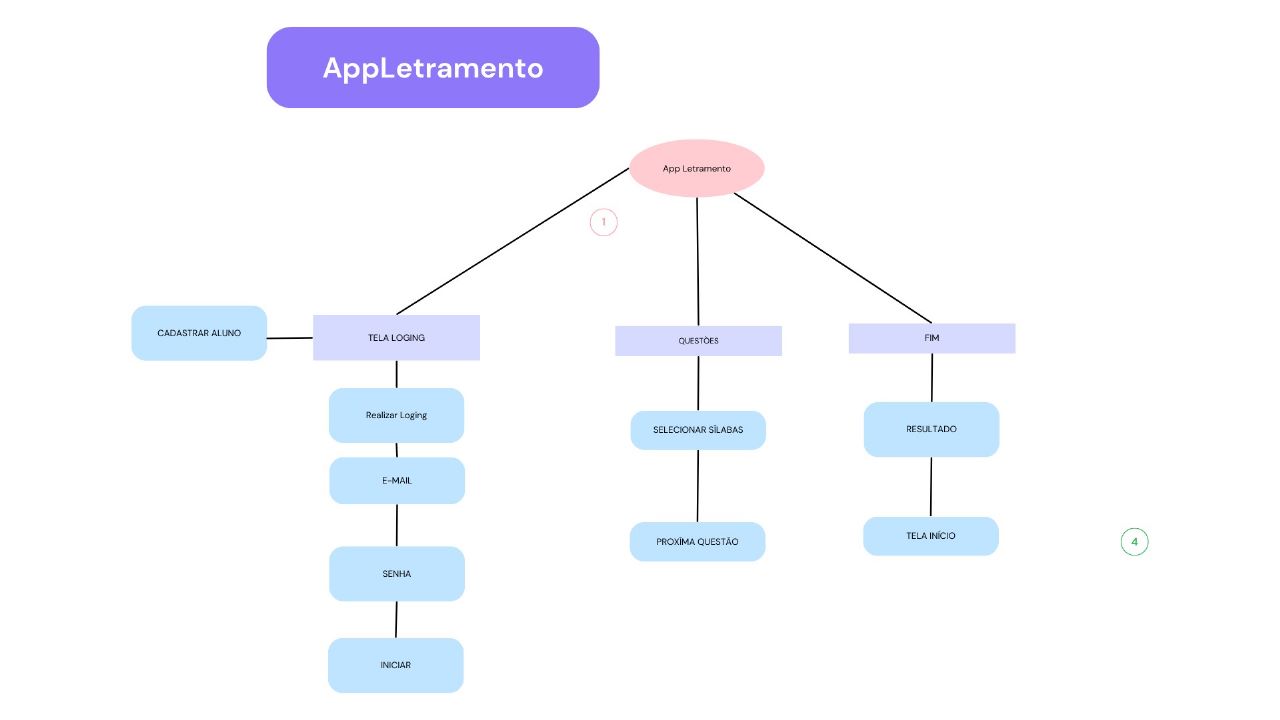 AppLetramento
App Letramento
1
CADASTRAR ALUNO
TELA LOGING
Realizar Loging
E-MAIL
SENHA
INICIAR
QUESTÕES
SELECIONAR SÍLABAS
PROXÍMA QUESTÃO
FIM
RESULTADO
TELA INÍCIO
4